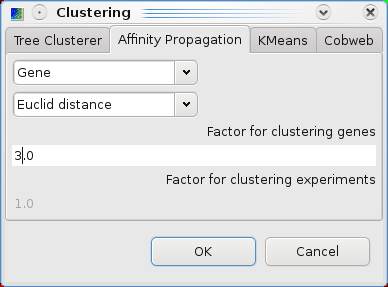 Clustering
Tree Clusterer Affinity Propagation KMeans Cobweb
Gene
Euclid distance
Factor for clustering genes
3.0
Factor for clustering experiments
1.0
OK Cancel